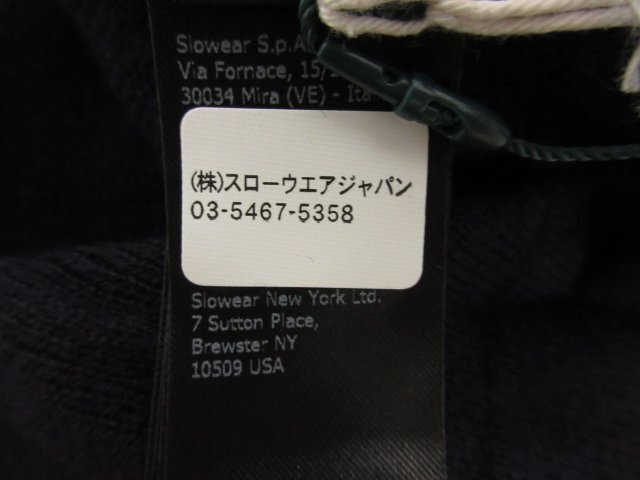 Slowear S.p.A
Via Fornace, 15/
30034 Mira (VE) - Ita
(株)スローウエアジャパン
03-5467-5358
Slowear New York Ltd.
7 Sutton Place,
Brewster NY
10509 USA